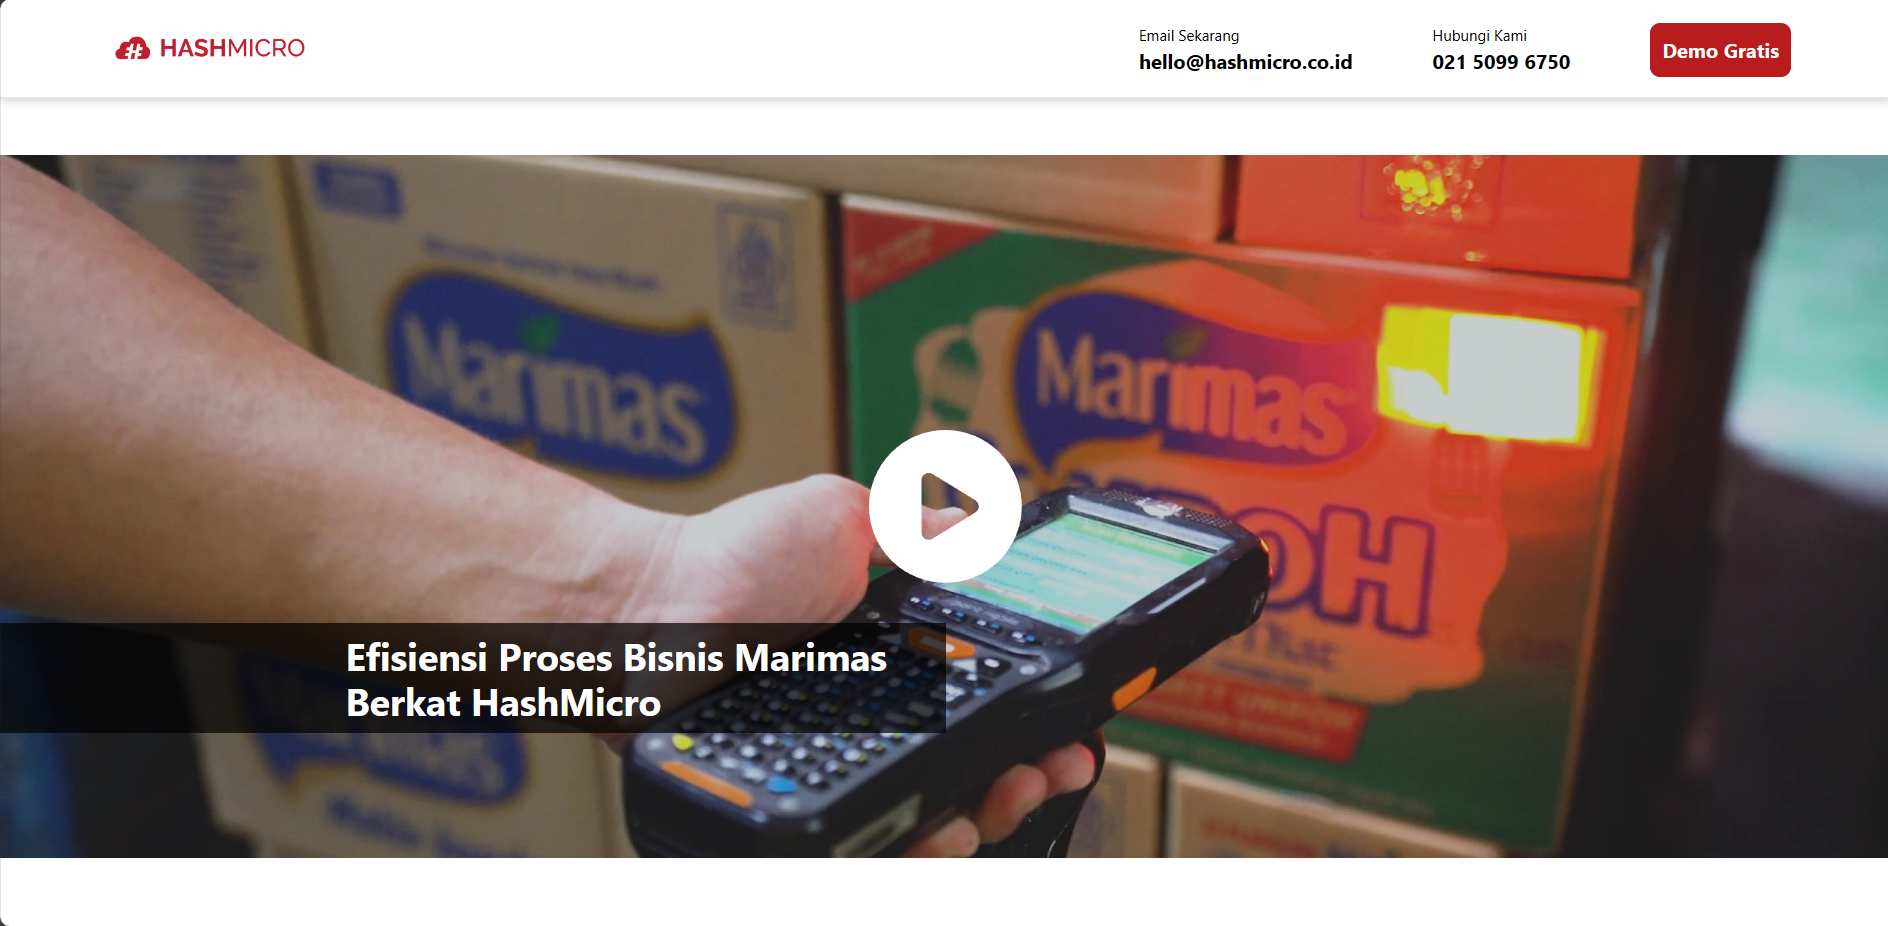 HASHMICRO
Email Sekarang
hello@hashmicro.co.id
Hubungi Kami
021 5099 6750
Demo Gratis
Marimas
Marimas
Efisiensi Proses Bisnis Marimas
Berkat HashMicro